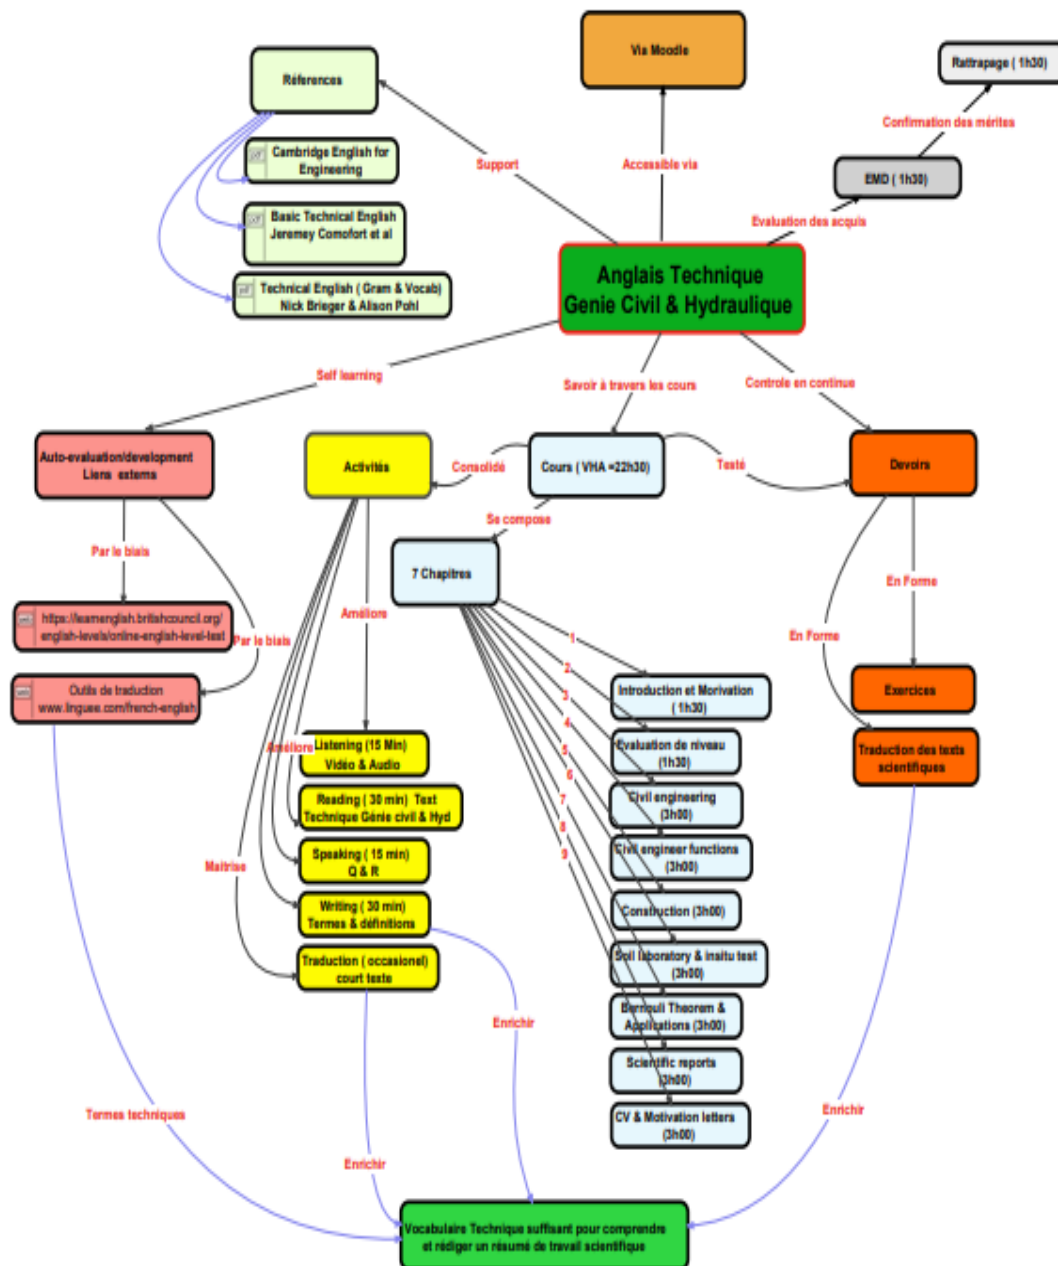 Via Moodle
Réferences
Rattrapage ( 1h30)
Confirmation des mérites
Support
Accessible via
Cambridge English for
Engineering
EMD ( 1h30)
Evaluation des acquis
Basic Technical English
Jeremey Comofort et al
Technical English ( Gram & Vocab)
Nick Brieger & Alison Pohl
Anglais Technique
Genie Civil & Hydraulique
Self learning
Savoir à travers les cours
Controle en continue
Auto-evaluation/development
Liens externs
Activités
Consolidé
Cours ( VHA =22h30)
Testé
Devoirs
Se compose
Par le biais
7 Chapitres
En Forme
https://learnenglish.britishcouncil.org/
english-levels/online-english-level-test
Améliore
Par le biais
En Forme
Outils de traduction
www.linguee.com/french-english
1
2
3
4
5
6
7
8
9
Introduction et Morivation
( 1h30)
Evaluation de niveau
(1h30)
Civil engineering
(3h00)
Civil engineer functions
(3h00)
Construction (3h00)
Soil laboratory & insitu test
(3h00)
Bernouli Theorem &
Applications (3h00)
Scientific reports
(3h00)
CV & Motivation letters
(3h00)
Exercices
Traduction des texts
scientifiques
Améliore
Listening (15 Min)
Vidéo & Audio
Reading ( 30 min) Text
Technique Génie civil & Hyd
Speaking ( 15 min)
Q & R
Maitrise
Writing ( 30 min)
Termes & définitions
Traduction ( occasionel)
court texte
Enrichir
Termes techniques
Enrichir
Enrichir
Vocabulaire Technique suffisant pour comprendre
et rédiger un résumé de travail scientifique